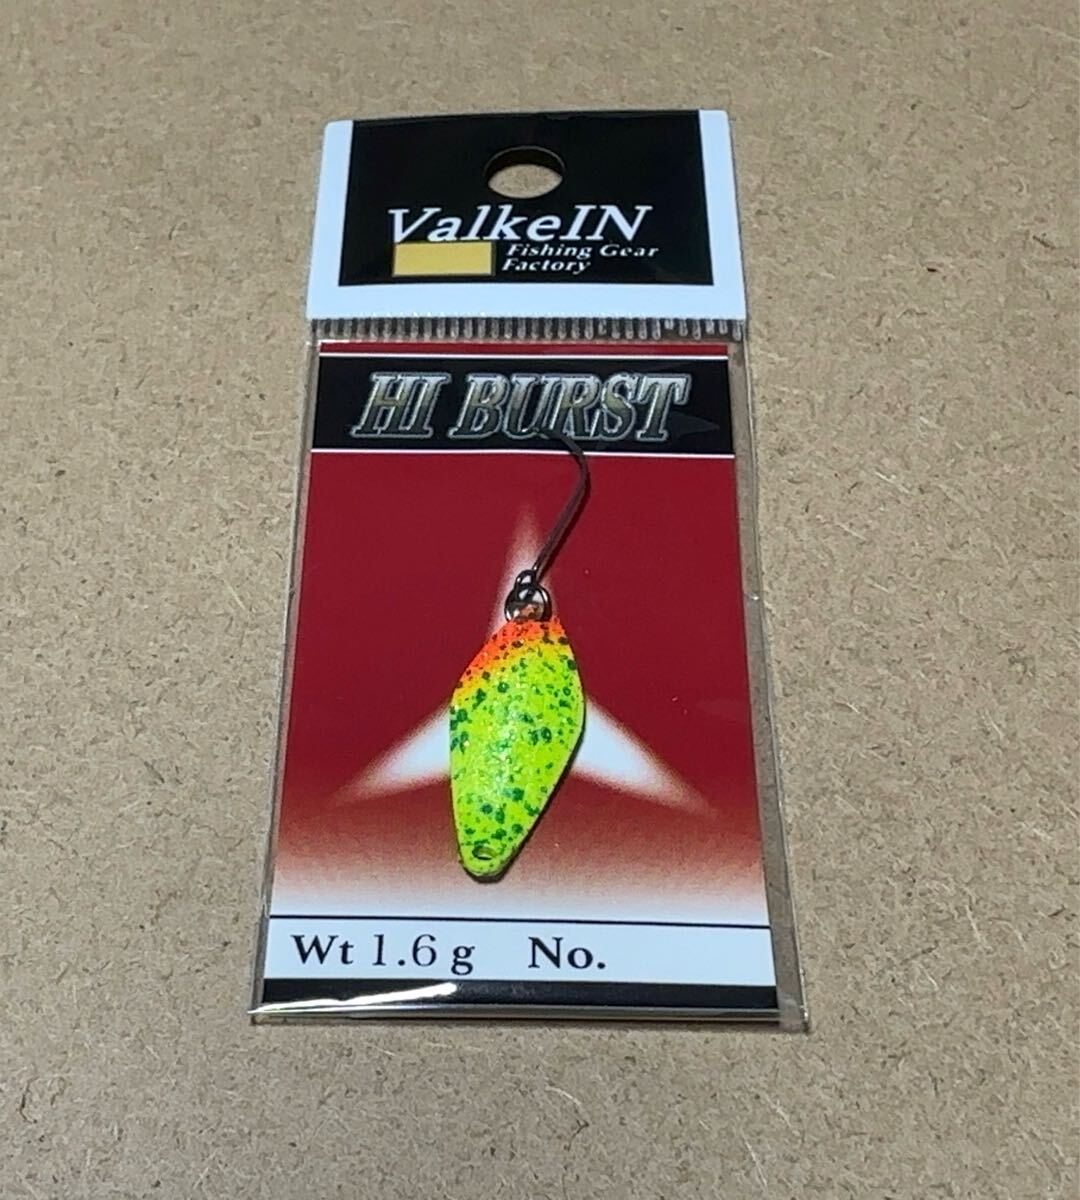 ValkeIN
Fishing Gear
Factory
HI BURST
Wt 1.6 g No.